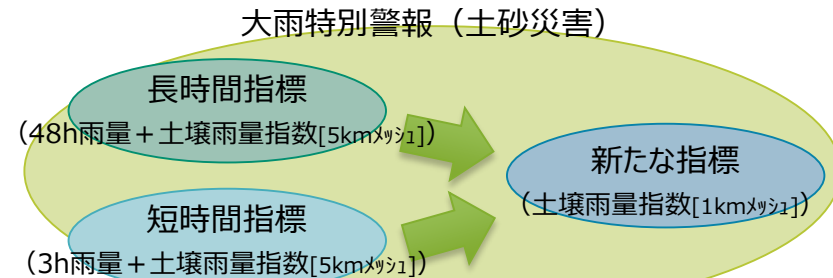 大雨特別警報（土砂災害）
長時間指標
（48h雨量＋土壌雨量指数[5kmﾒｯｼｭ]）
新たな指標
（土壌雨量指数[1kmﾒｯｼｭ]）
短時間指標
（3h雨量＋土壌雨量指数[5kmﾒｯｼｭ]）